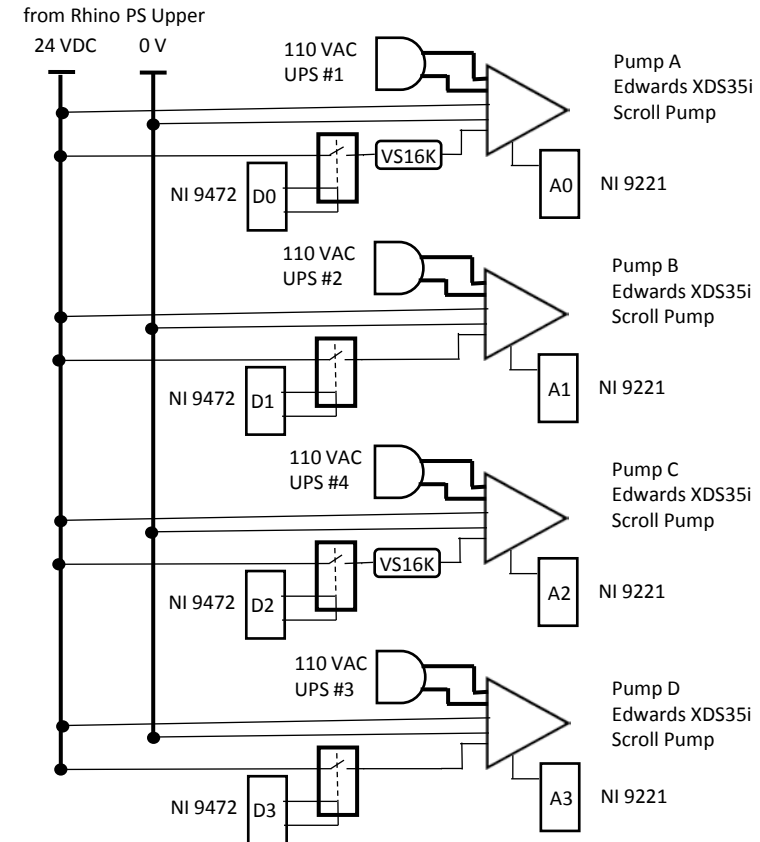 from Rhino PS Upper
24 VDC
0 V
110 VAC
UPS #1
Pump A
Edwards XDS35i
Scroll Pump
VS16K
NI 9472
D0
A0
NI 9221
110 VAC
UPS #2
Pump B
Edwards XDS35i
Scroll Pump
NI 9472
D1
A1
NI 9221
110 VAC
UPS #4
Pump C
Edwards XDS35i
Scroll Pump
VS16K
NI 9472
D2
A2
NI 9221
110 VAC
UPS #3
Pump D
Edwards XDS35i
Scroll Pump
NI 9472
D3
A3
NI 9221